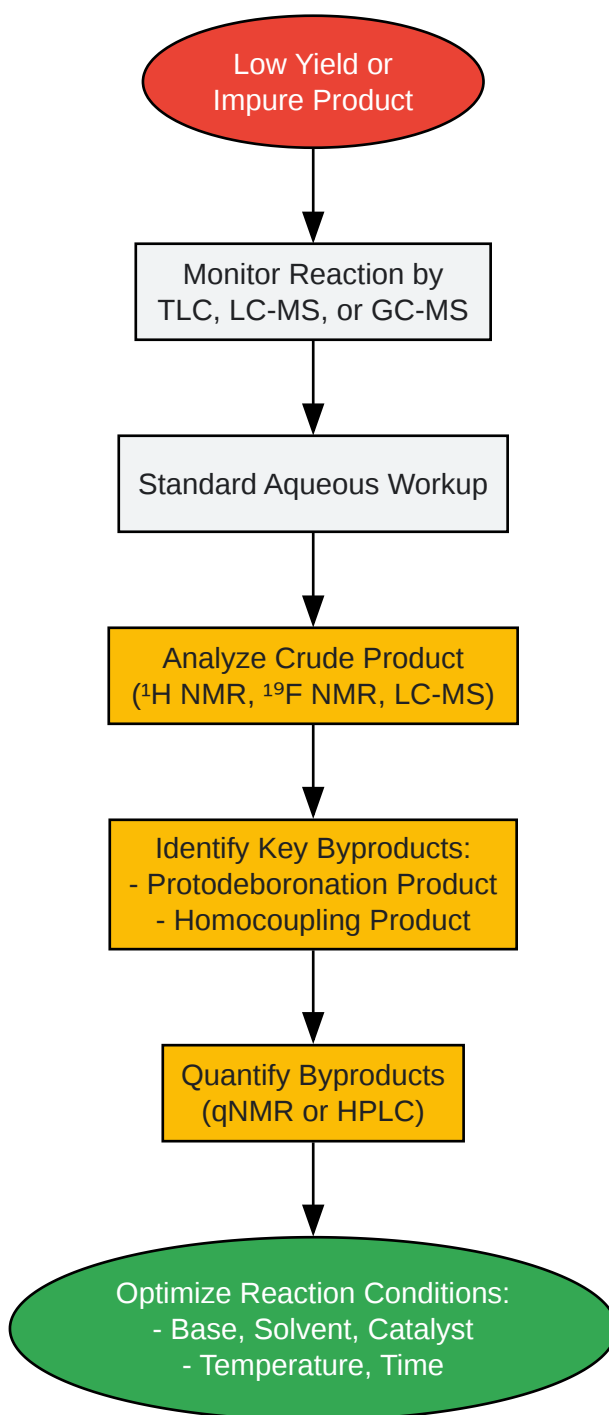 Low Yield or
Impure Product
Monitor Reaction by
TLC, LC-MS, or GC-MS
Standard Aqueous Workup
Analyze Crude Product
(¹H NMR, ¹⁹F NMR, LC-MS)
Identify Key Byproducts:
- Protodeboronation Product
- Homocoupling Product
Quantify Byproducts
(qNMR or HPLC)
Optimize Reaction Conditions:
- Base, Solvent, Catalyst
- Temperature, Time